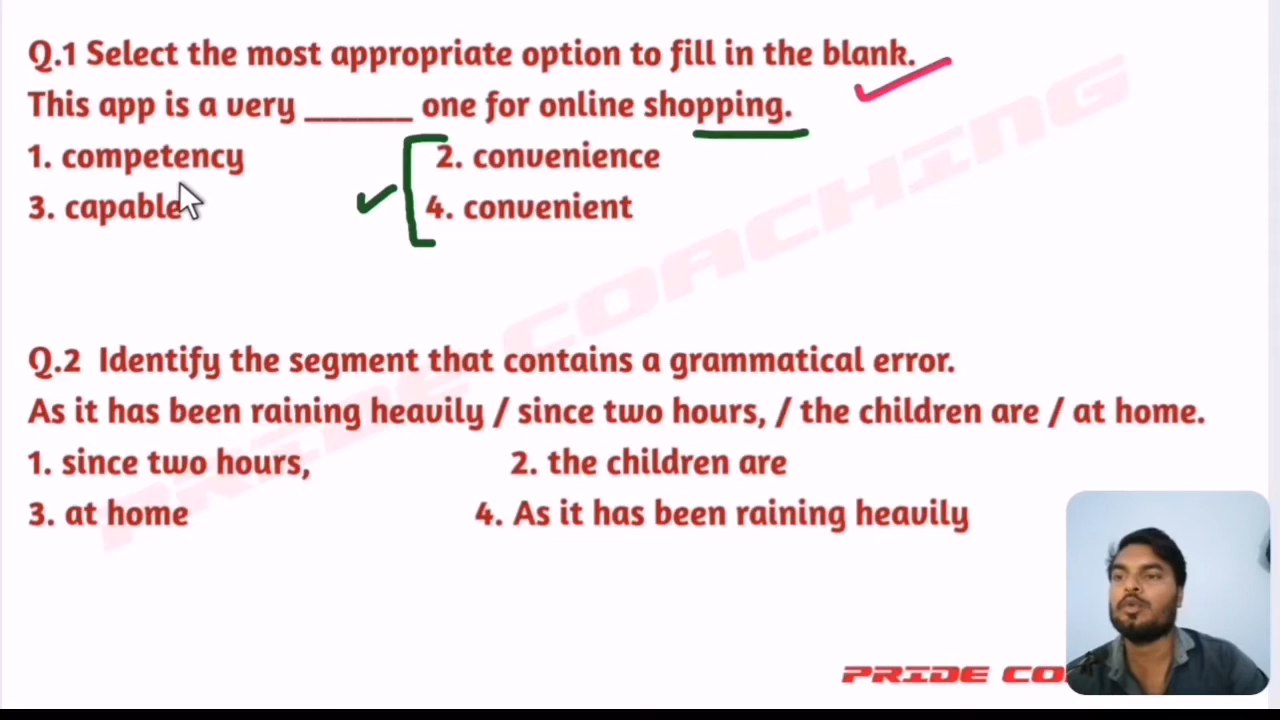 Q.1 Select the most appropriate option to fill in the blank.
This app is a very ______ one for online shopping.
1. competency 2. convenience
3. capable 4. convenient
Q.2 Identify the segment that contains a grammatical error.
As it has been raining heavily / since two hours, / the children are / at home.
1. since two hours, 2. the children are
3. at home 4. As it has been raining heavily
PRIDE COACHING
PRIDE CO